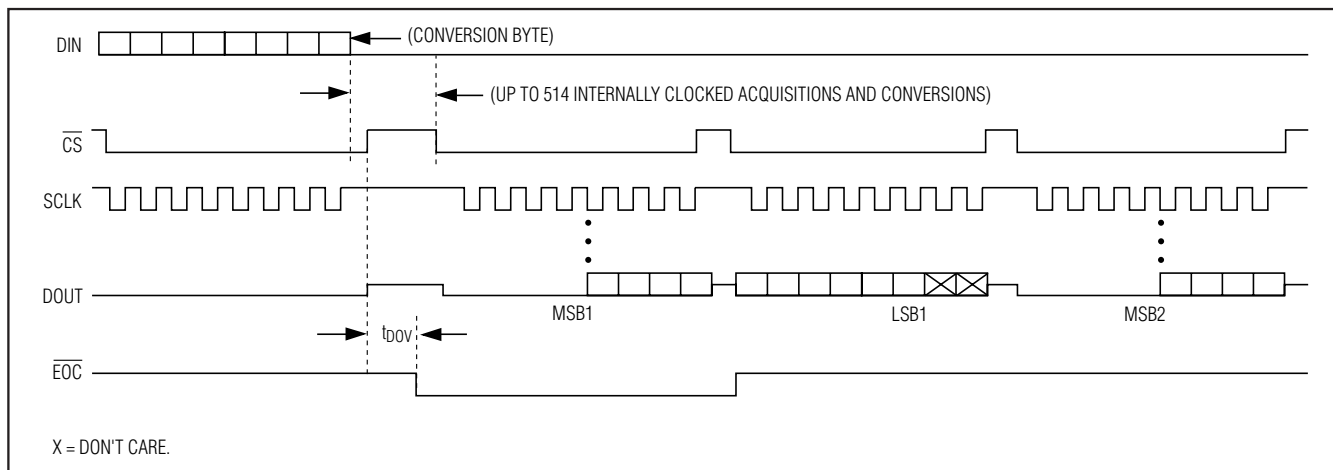 DIN
(CONVERSION BYTE)
(UP TO 514 INTERNALLY CLOCKED ACQUISITIONS AND CONVERSIONS)
CS
SCLK
DOUT
MSB1
LSB1
MSB2
tDOV
EOC
X = DON'T CARE.